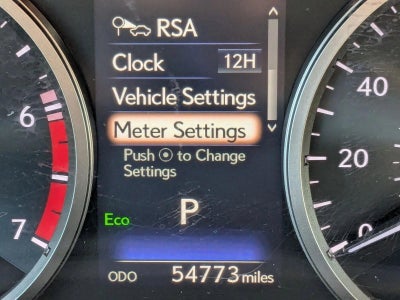 RSA
Clock 12H
Vehicle Settings
Meter Settings
Push ⊙ to Change
Settings
6
7
40
20
0
Eco
P
ODO 54773 miles